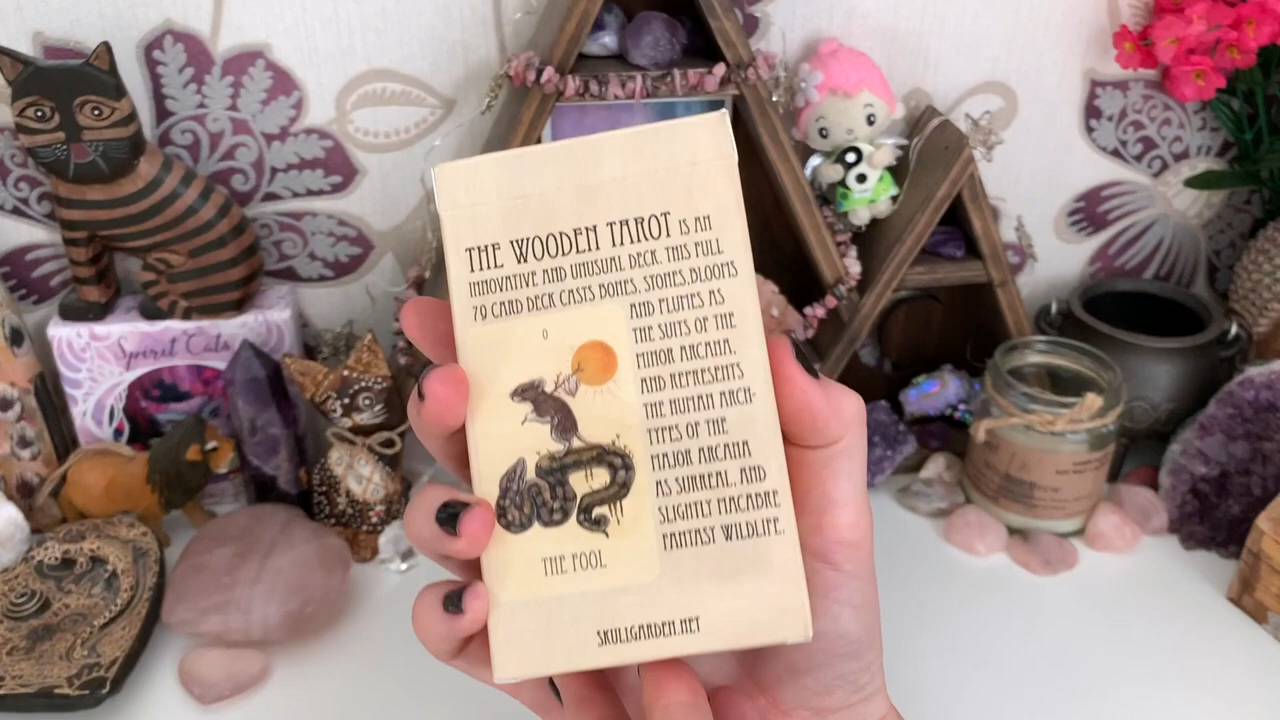 THE WOODEN TAROT IS AN
INNOVATIVE AND UNUSUAL DECK. THIS FULL
79 CARD DECK CASTS BONES, STONES, BLOOMS
AND PLUMES AS
THE SUITS OF THE
MINOR ARCANA,
AND REPRESENTS
THE HUMAN ARCH-
TYPES OF THE
MAJOR ARCANA
AS SURREAL, AND
SLIGHTLY MACABRE
FANTASY WILDLIFE.
0
THE FOOL
SKULLGARDEN.NET
Spirit Cats